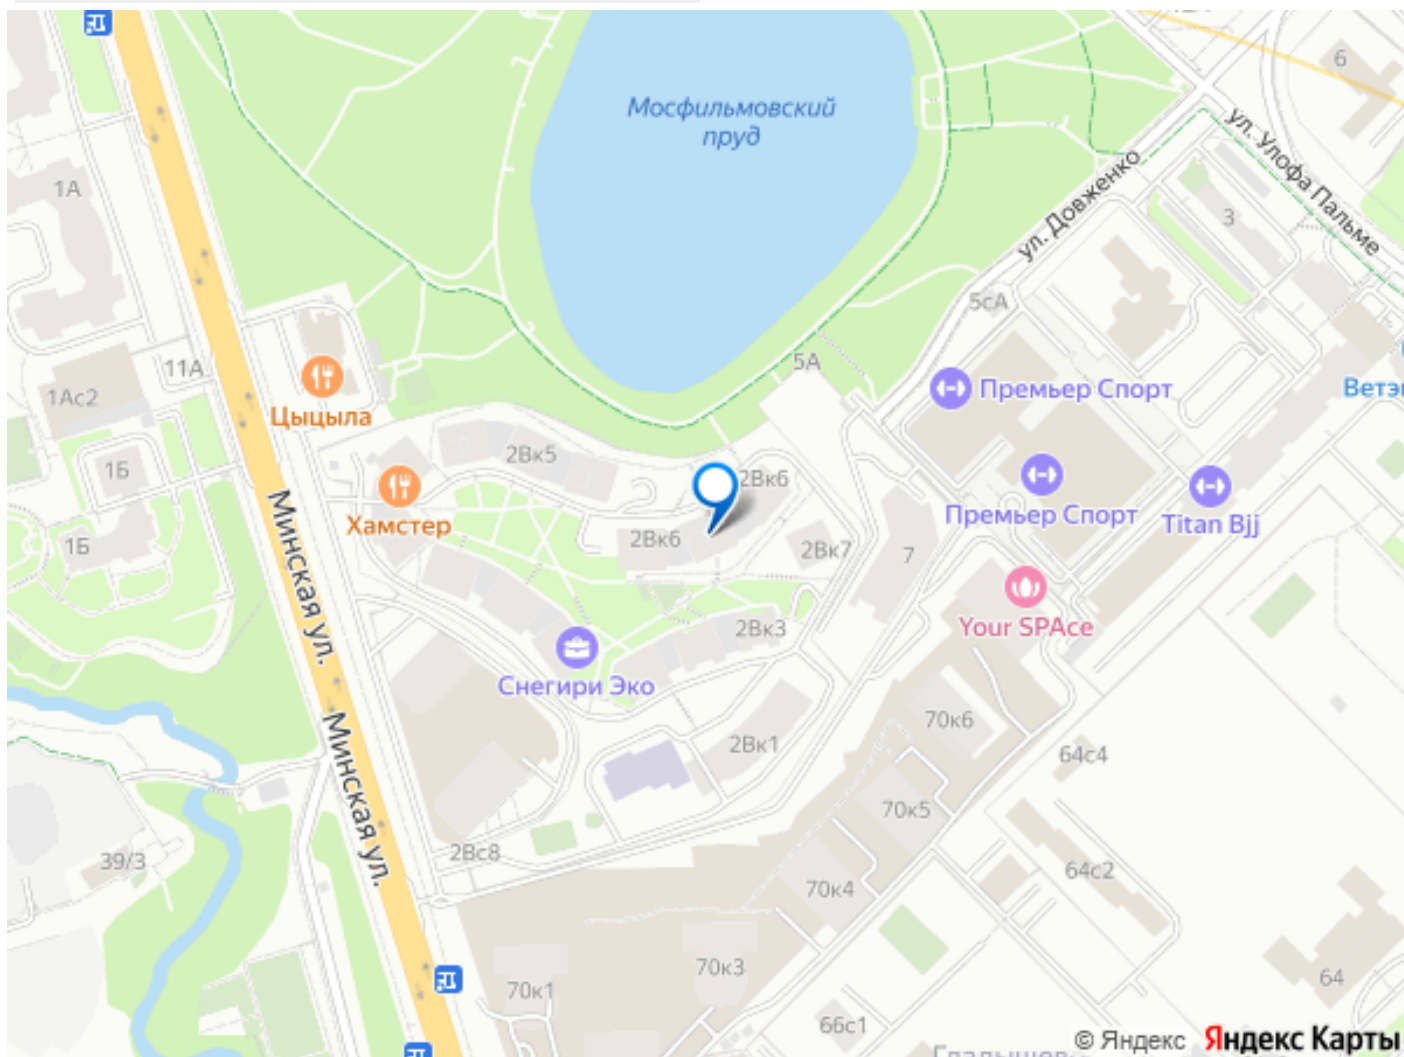 Мосфильмовский
пруд
6
ул. Улофа Пальме
ул. Довженко
3
1А
5сА
5А
11А
1Ас2
Цыцыла
Премьер Спорт
Ветэ
1Б
2Вк5
2Вк6
Хамстер
Премьер Спорт
Titan Bjj
1Б
2Вк6
2Вк7
7
Минская ул.
Your SPAce
2Вк3
Снегири Эко
70к6
Минская ул.
2Вк1
64с4
70к5
2Вс8
39/3
64с2
70к4
70к3
64
70к1
66с1
© Яндекс Яндекс Карты